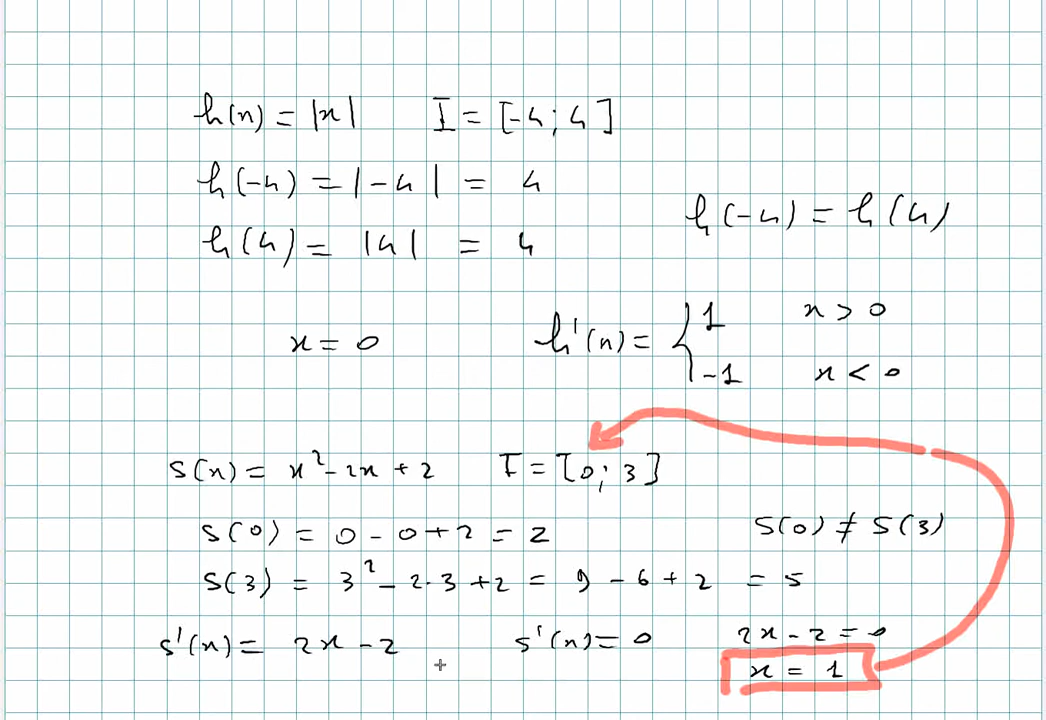 h(x) = |x| I = [-4; 4]
h(-4) = |-4| = 4
h(-4) = h(4)
h(4) = |4| = 4
x = 0 h'(x) = { 1 x > 0
-1 x < 0
s(x) = x² - 2x + 2 I = [0; 3]
s(0) = 0 - 0 + 2 = 2 s(0) ≠ s(3)
s(3) = 3² - 2·3 + 2 = 9 - 6 + 2 = 5
s'(x) = 2x - 2 s'(x) = 0 2x - 2 = 0
x = 1